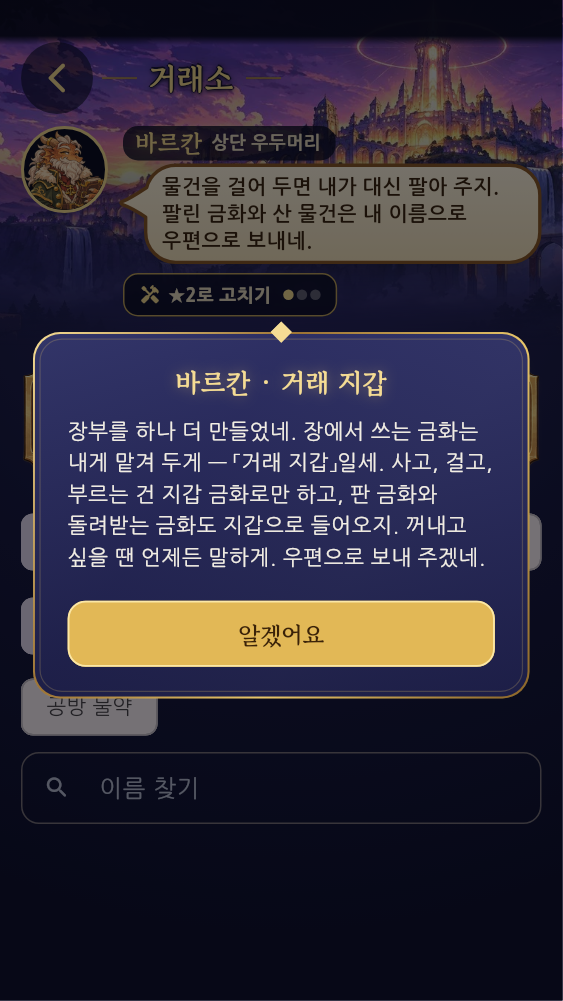 거래소
바르칸 상단 우두머리
물건을 걸어 두면 내가 대신 팔아 주지.
팔린 금화와 산 물건은 내 이름으로
우편으로 보내네.
★2로 고치기
바르칸 · 거래 지갑
장부를 하나 더 만들었네. 장에서 쓰는 금화는
내게 맡겨 두게 — 「거래 지갑」일세. 사고, 걸고,
부르는 건 지갑 금화로만 하고, 판 금화와
돌려받는 금화도 지갑으로 들어오지. 꺼내고
싶을 땐 언제든 말하게. 우편으로 보내 주겠네.
알겠어요
공방 물약
이름 찾기